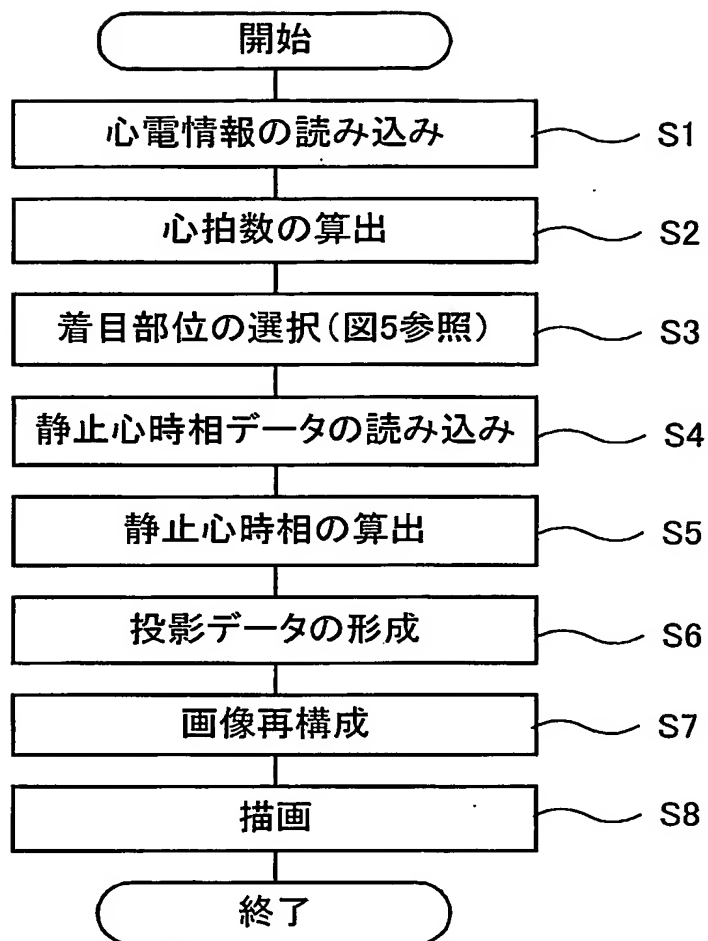 開始
心電情報の読み込み S1
心拍数の算出 S2
着目部位の選択(図5参照) S3
静止心時相データの読み込み S4
静止心時相の算出 S5
投影データの形成 S6
画像再構成 S7
描画 S8
終了